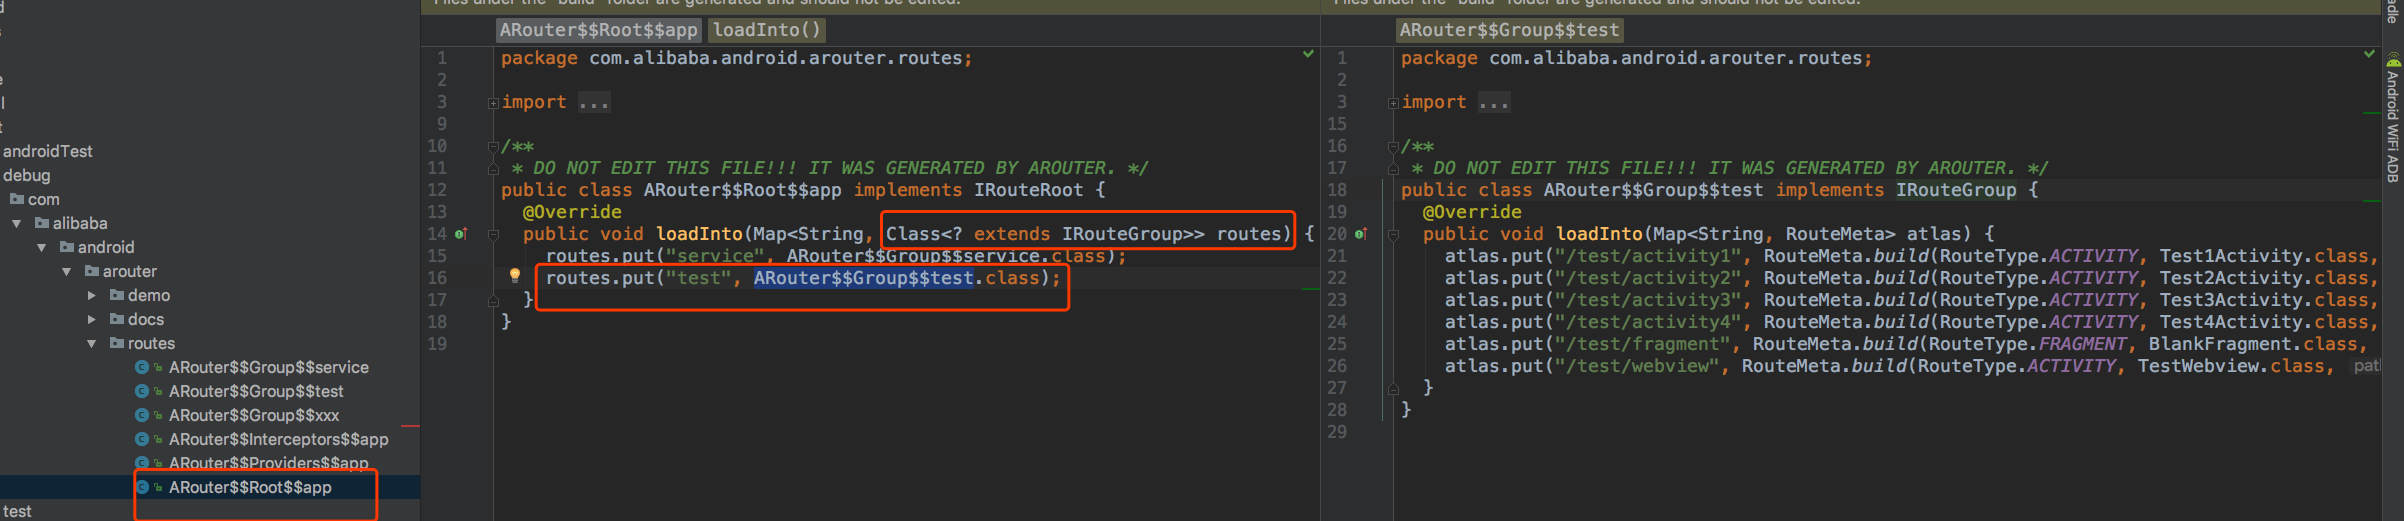 Files under the "build" folder are generated and should not be edited.
Files under the "build" folder are generated and should not be edited.
androidTest
debug
com
alibaba
android
arouter
demo
docs
routes
ARouter$$Group$$service
ARouter$$Group$$test
ARouter$$Group$$xxx
ARouter$$Interceptors$$app
ARouter$$Providers$$app
ARouter$$Root$$app
test
ARouter$$Root$$app loadInto()
1 package com.alibaba.android.arouter.routes;
2
3 import ...
9
10 /**
11 * DO NOT EDIT THIS FILE!!! IT WAS GENERATED BY AROUTER. */
12 public class ARouter$$Root$$app implements IRouteRoot {
13 @Override
14 public void loadInto(Map<String, Class<? extends IRouteGroup>> routes) {
15 routes.put("service", ARouter$$Group$$service.class);
16 routes.put("test", ARouter$$Group$$test.class);
17 }
18 }
19
ARouter$$Group$$test
1 package com.alibaba.android.arouter.routes;
2
3 import ...
15
16 /**
17 * DO NOT EDIT THIS FILE!!! IT WAS GENERATED BY AROUTER. */
18 public class ARouter$$Group$$test implements IRouteGroup {
19 @Override
20 public void loadInto(Map<String, RouteMeta> atlas) {
21 atlas.put("/test/activity1", RouteMeta.build(RouteType.ACTIVITY, Test1Activity.class,
22 atlas.put("/test/activity2", RouteMeta.build(RouteType.ACTIVITY, Test2Activity.class,
23 atlas.put("/test/activity3", RouteMeta.build(RouteType.ACTIVITY, Test3Activity.class,
24 atlas.put("/test/activity4", RouteMeta.build(RouteType.ACTIVITY, Test4Activity.class,
25 atlas.put("/test/fragment", RouteMeta.build(RouteType.FRAGMENT, BlankFragment.class,
26 atlas.put("/test/webview", RouteMeta.build(RouteType.ACTIVITY, TestWebview.class, pat
27 }
28 }
29
Android WiFi ADB